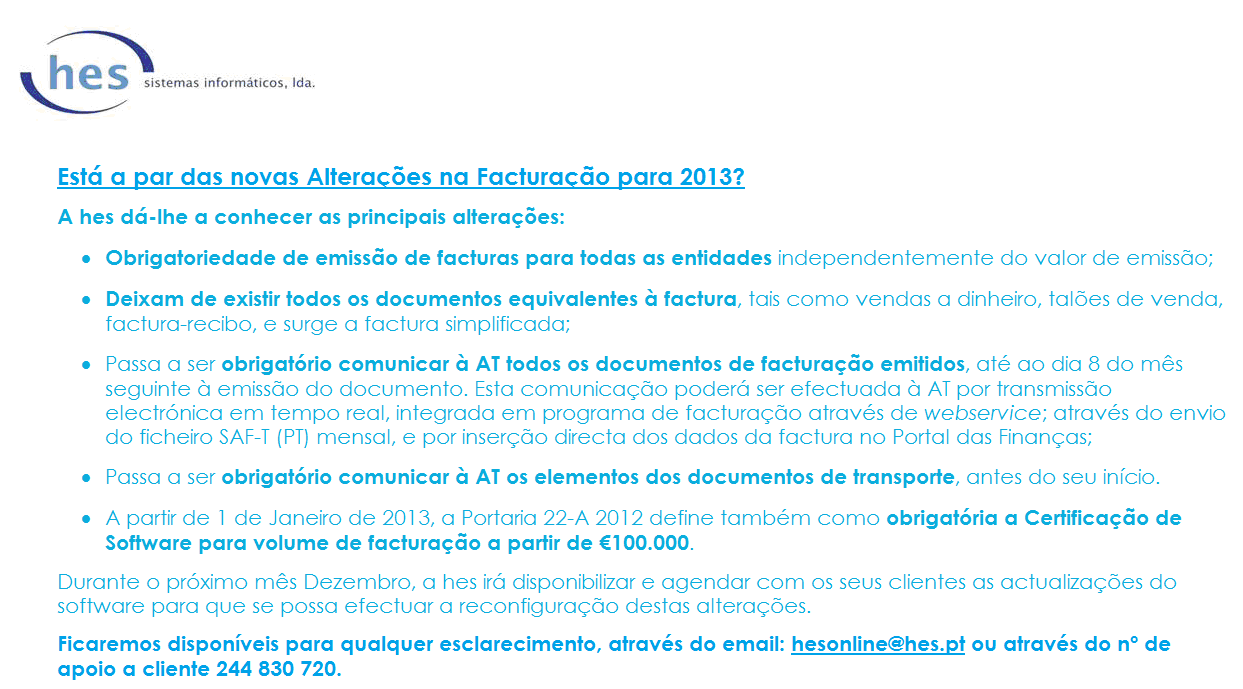 hes
sistemas informáticos, lda.
Está a par das novas Alterações na Facturação para 2013?
A hes dá-lhe a conhecer as principais alterações:
• Obrigatoriedade de emissão de facturas para todas as entidades independentemente do valor de emissão;
• Deixam de existir todos os documentos equivalentes à factura, tais como vendas a dinheiro, talões de venda,
factura-recibo, e surge a factura simplificada;
• Passa a ser obrigatório comunicar à AT todos os documentos de facturação emitidos, até ao dia 8 do mês
seguinte à emissão do documento. Esta comunicação poderá ser efectuada à AT por transmissão
electrónica em tempo real, integrada em programa de facturação através de webservice; através do envio
do ficheiro SAF-T (PT) mensal, e por inserção directa dos dados da factura no Portal das Finanças;
• Passa a ser obrigatório comunicar à AT os elementos dos documentos de transporte, antes do seu início.
• A partir de 1 de Janeiro de 2013, a Portaria 22-A 2012 define também como obrigatória a Certificação de
Software para volume de facturação a partir de €100.000.
Durante o próximo mês Dezembro, a hes irá disponibilizar e agendar com os seus clientes as actualizações do
software para que se possa efectuar a reconfiguração destas alterações.
Ficaremos disponíveis para qualquer esclarecimento, através do email: hesonline@hes.pt ou através do nº de
apoio a cliente 244 830 720.